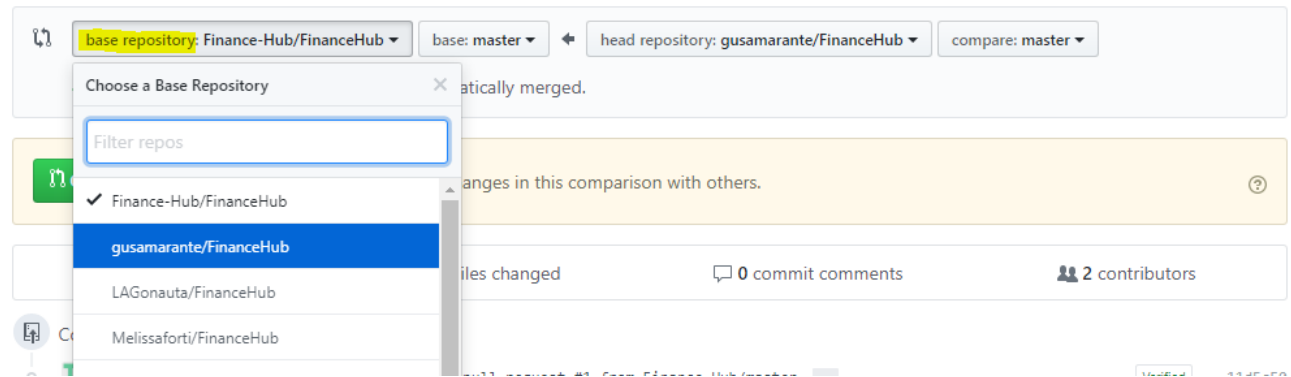 base repository: Finance-Hub/FinanceHub base: master head repository: gusamarante/FinanceHub compare: master
Choose a Base Repository
atically merged.
Filter repos
anges in this comparison with others.
Finance-Hub/FinanceHub
gusamarante/FinanceHub
iles changed 0 commit comments 2 contributors
LAGonauta/FinanceHub
Melissaforti/FinanceHub